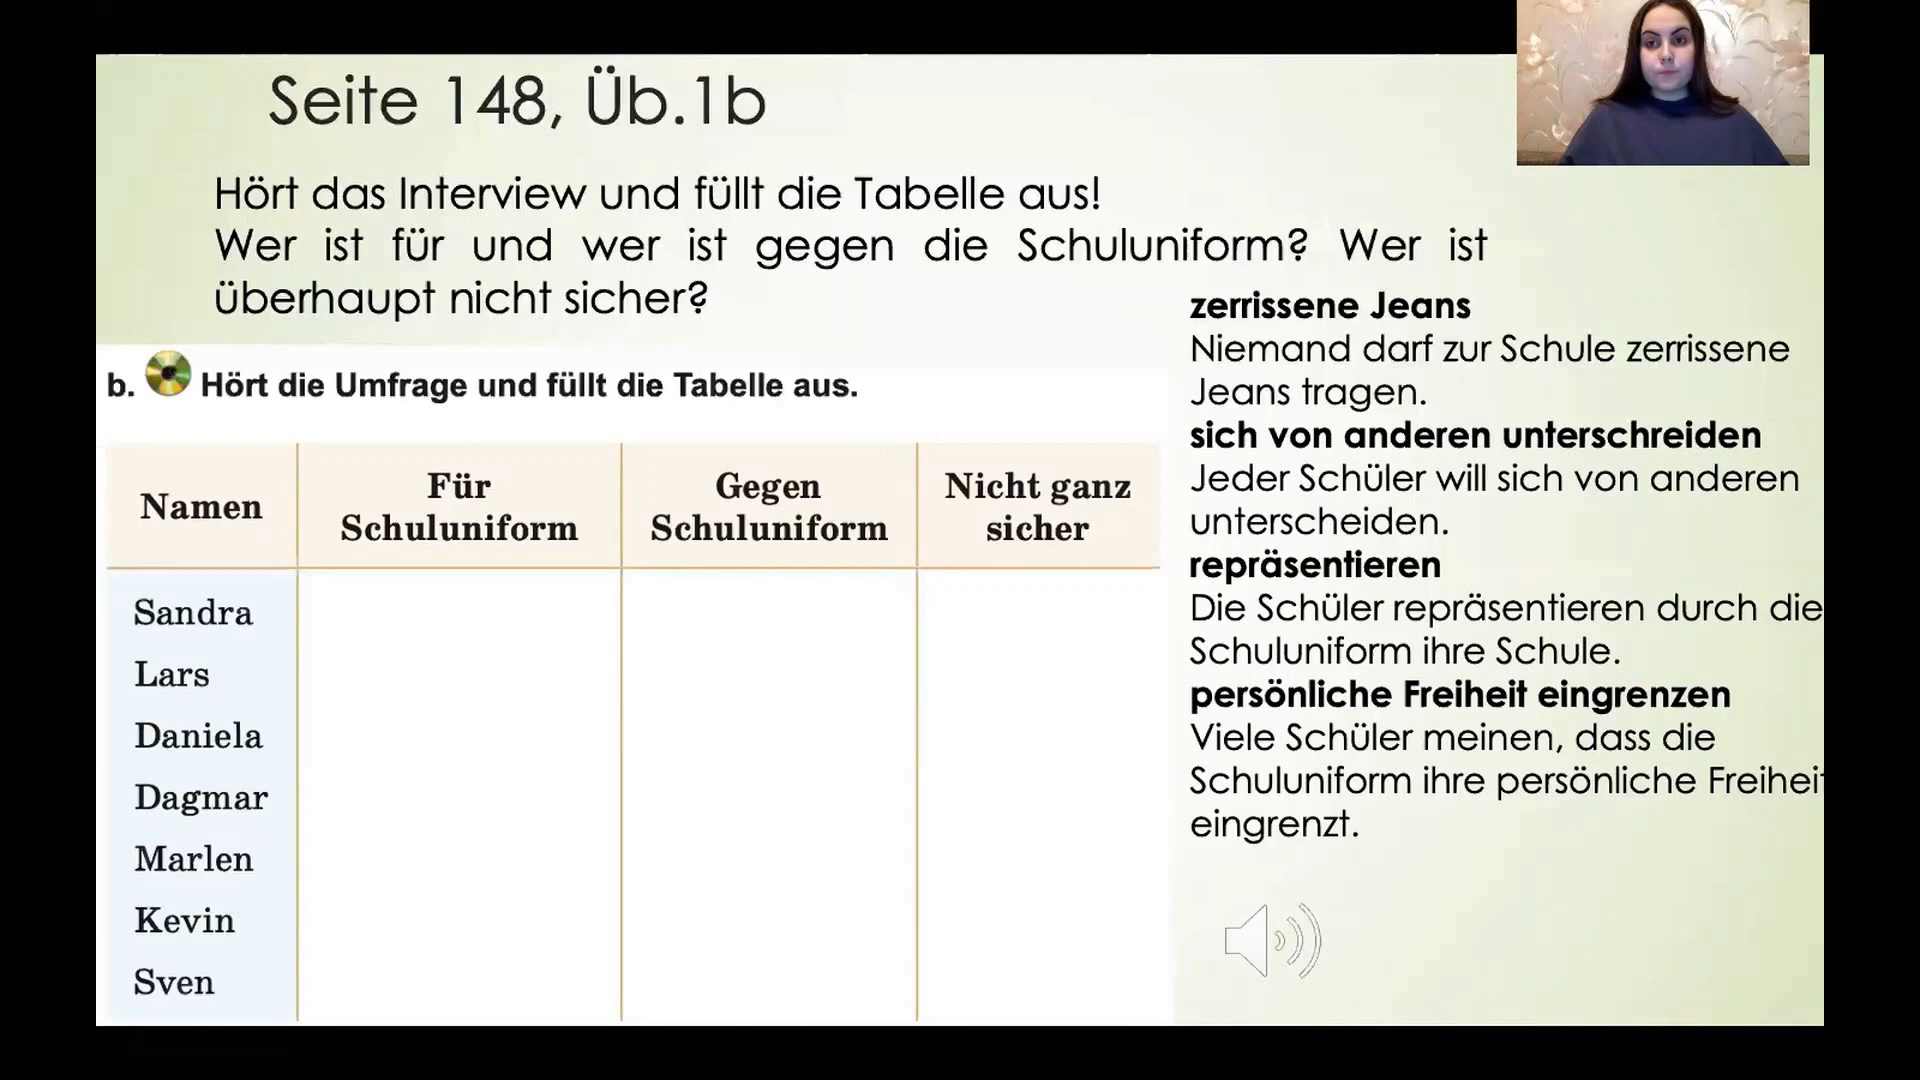 Seite 148, Üb.1b
Hört das Interview und füllt die Tabelle aus!
Wer ist für und wer ist gegen die Schuluniform? Wer ist
überhaupt nicht sicher?
b. Hört die Umfrage und füllt die Tabelle aus.
Namen
Für
Schuluniform
Gegen
Schuluniform
Nicht ganz
sicher
Sandra
Lars
Daniela
Dagmar
Marlen
Kevin
Sven
zerrissene Jeans
Niemand darf zur Schule zerrissene
Jeans tragen.
sich von anderen unterschreiden
Jeder Schüler will sich von anderen
unterscheiden.
repräsentieren
Die Schüler repräsentieren durch die
Schuluniform ihre Schule.
persönliche Freiheit eingrenzen
Viele Schüler meinen, dass die
Schuluniform ihre persönliche Freiheit
eingrenzt.